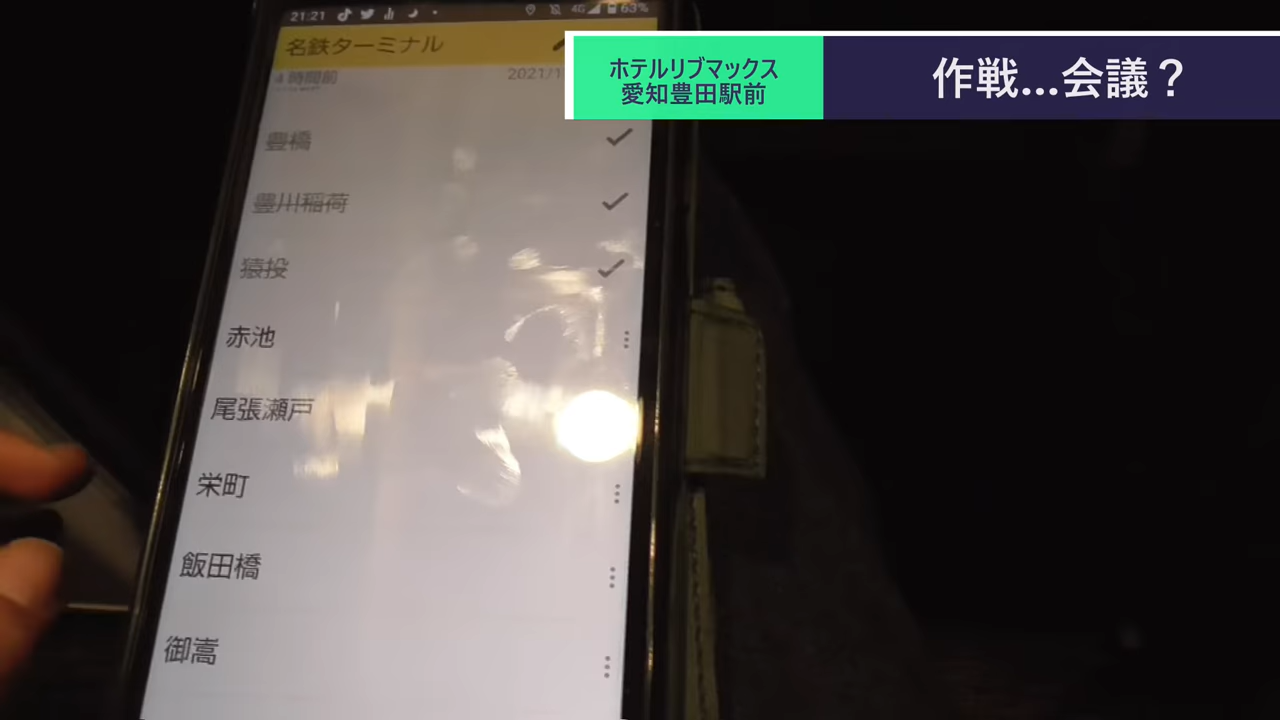 21:21
4G
63%
名鉄ターミナル
4時間前
2021/1
ホテルリブマックス
愛知豊田駅前
作戦…会議？
豊橋
豊川稲荷
猿投
赤池
尾張瀬戸
栄町
飯田橋
御嵩